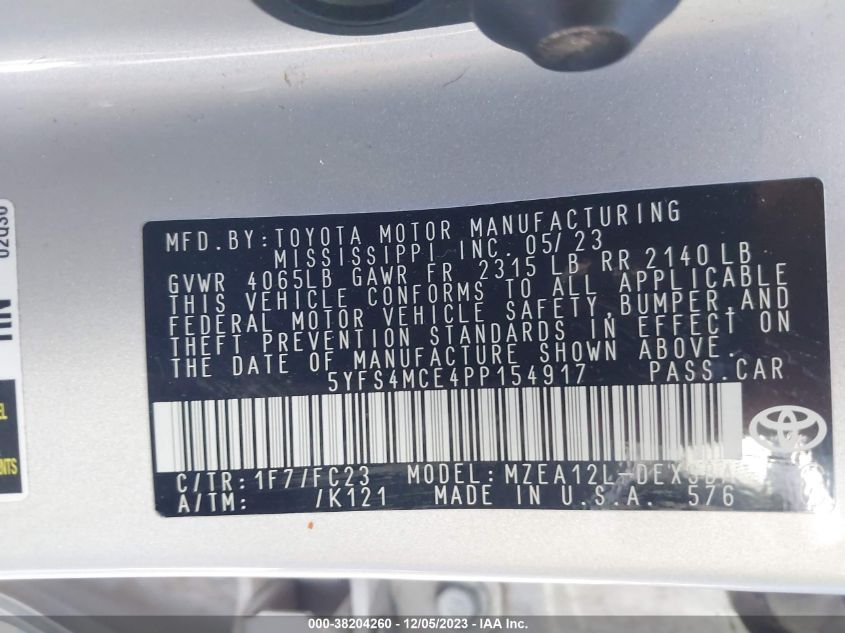 MFD. BY: TOYOTA MOTOR MANUFACTURING
MISSISSIPPI INC. 05/23
GVWR 4065LB GAWR FR 2315 LB RR 2140 LB
THIS VEHICLE CONFORMS TO ALL APPLICABLE
FEDERAL MOTOR VEHICLE SAFETY, BUMPER, AND
THEFT PREVENTION STANDARDS IN EFFECT ON
THE DATE OF MANUFACTURE SHOWN ABOVE.
5YFS4MCE4PP154917 PASS. CAR
C/TR: 1F7/FC23 MODEL:
A/TM: /K121 MADE IN U.S.A. 576
000-38204260 - 12/05/2023 - IAA Inc.